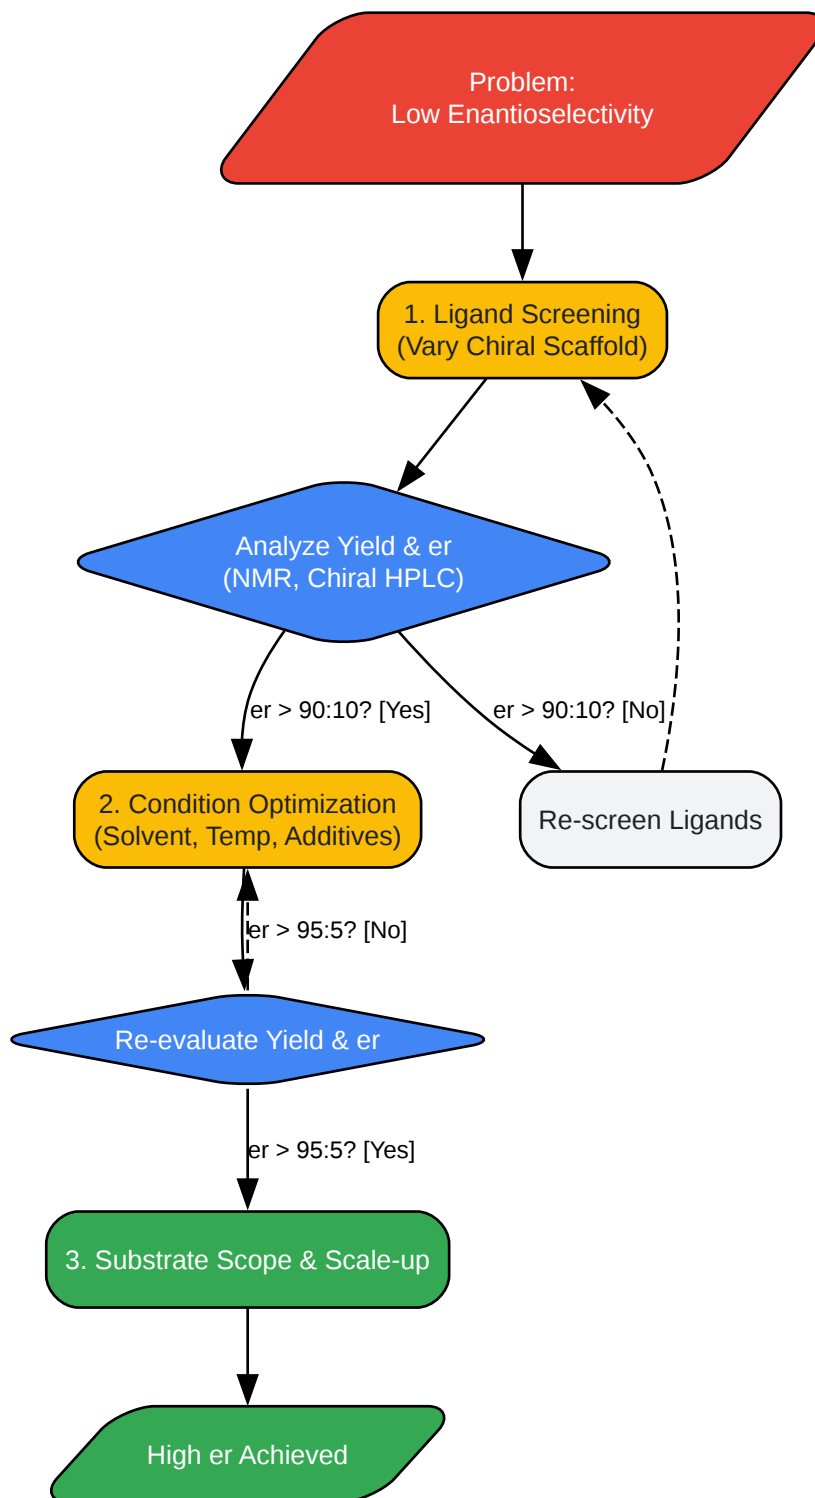 Problem:
Low Enantioselectivity
1. Ligand Screening
(Vary Chiral Scaffold)
Analyze Yield & er
(NMR, Chiral HPLC)
er > 90:10? [Yes]
er > 90:10? [No]
2. Condition Optimization
(Solvent, Temp, Additives)
Re-screen Ligands
er > 95:5? [No]
Re-evaluate Yield & er
er > 95:5? [Yes]
3. Substrate Scope & Scale-up
High er Achieved